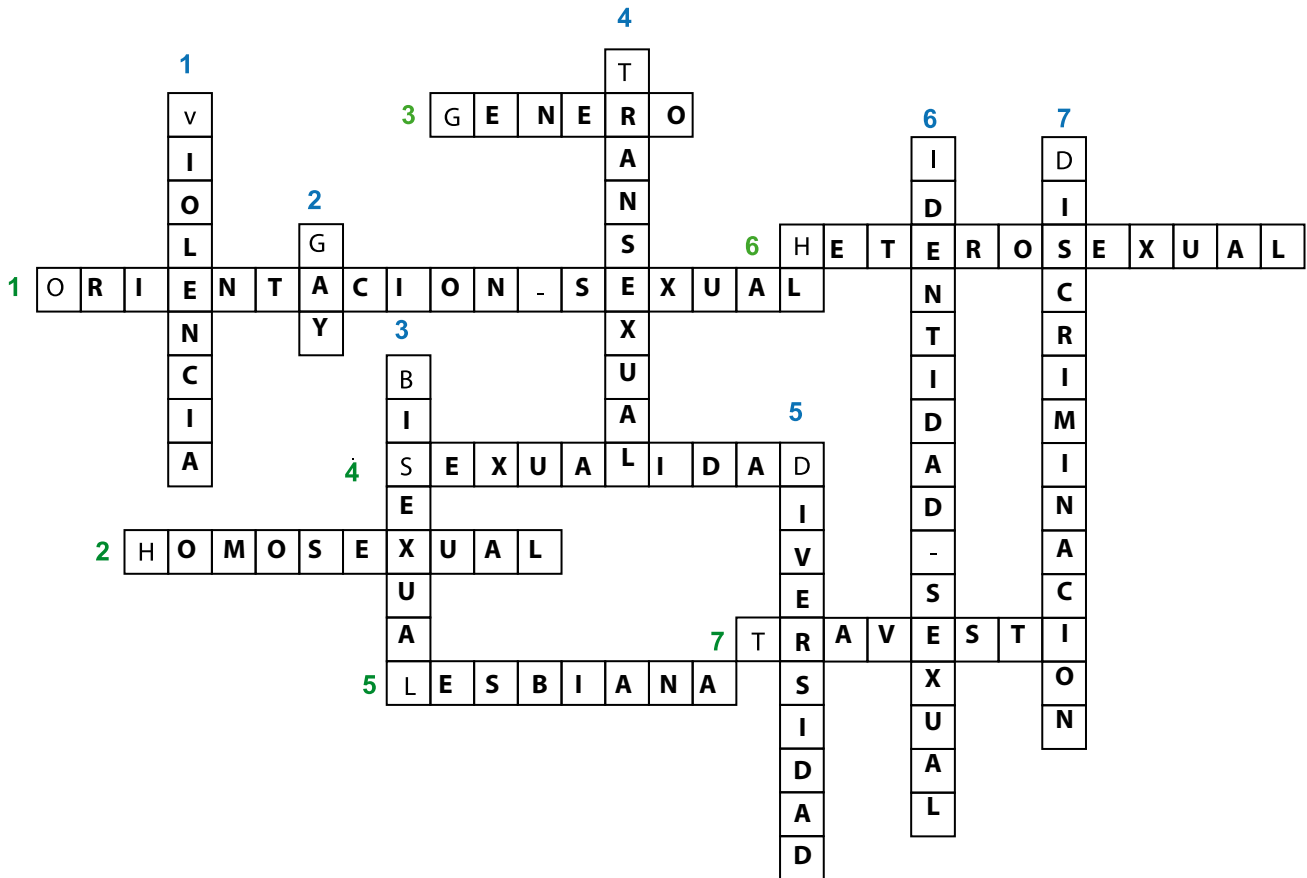 4
1
3 GENERO
6
7
2
6 HETEROSEXUAL
1 ORIENTACION-SEXUAL
3
5
4 SEXUALIDAD
2 HOMOSEXUAL
7 TRAVESTI
5 LESBIANA
vIOLENCIA
GAY
BISEXUAL
TRANSEXUAL
DIVERSIDAD
IDENTIDAD-SEXUAL
DISCRIMINACION